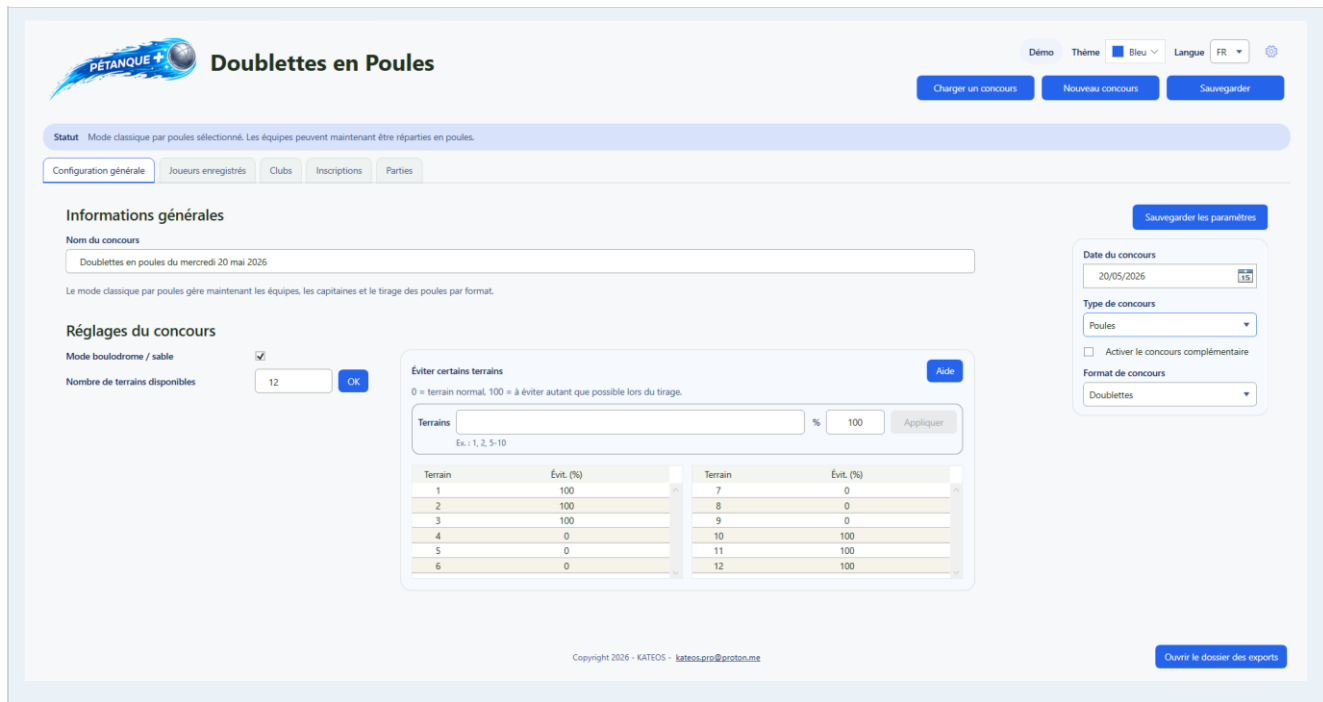 PÉTANQUE +
Doublettes en Poules
Démo Thème Bleu Langue FR
Charger un concours Nouveau concours Sauvegarder
Statut Mode classique par poules sélectionné. Les équipes peuvent maintenant être réparties en poules.
Configuration générale Joueurs enregistrés Clubs Inscriptions Parties
Informations générales
Sauvegarder les paramètres
Nom du concours
Doublettes en poules du mercredi 20 mai 2026
Le mode classique par poules gère maintenant les équipes, les capitaines et le tirage des poules par format.
Date du concours
20/05/2026
15
Type de concours
Poules
Activer le concours complémentaire
Format de concours
Doublettes
Réglages du concours
Mode boulodrome / sable
Nombre de terrains disponibles 12 OK
Éviter certains terrains Aide
0 = terrain normal, 100 = à éviter autant que possible lors du tirage.
Terrains % 100 Appliquer
Ex. : 1, 2, 5-10
Terrain Évit. (%) Terrain Évit. (%)
1 100 7 0
2 100 8 0
3 100 9 0
4 0 10 100
5 0 11 100
6 0 12 100
Copyright 2026 - KATEOS - kateos.pro@proton.me
Ouvrir le dossier des exports